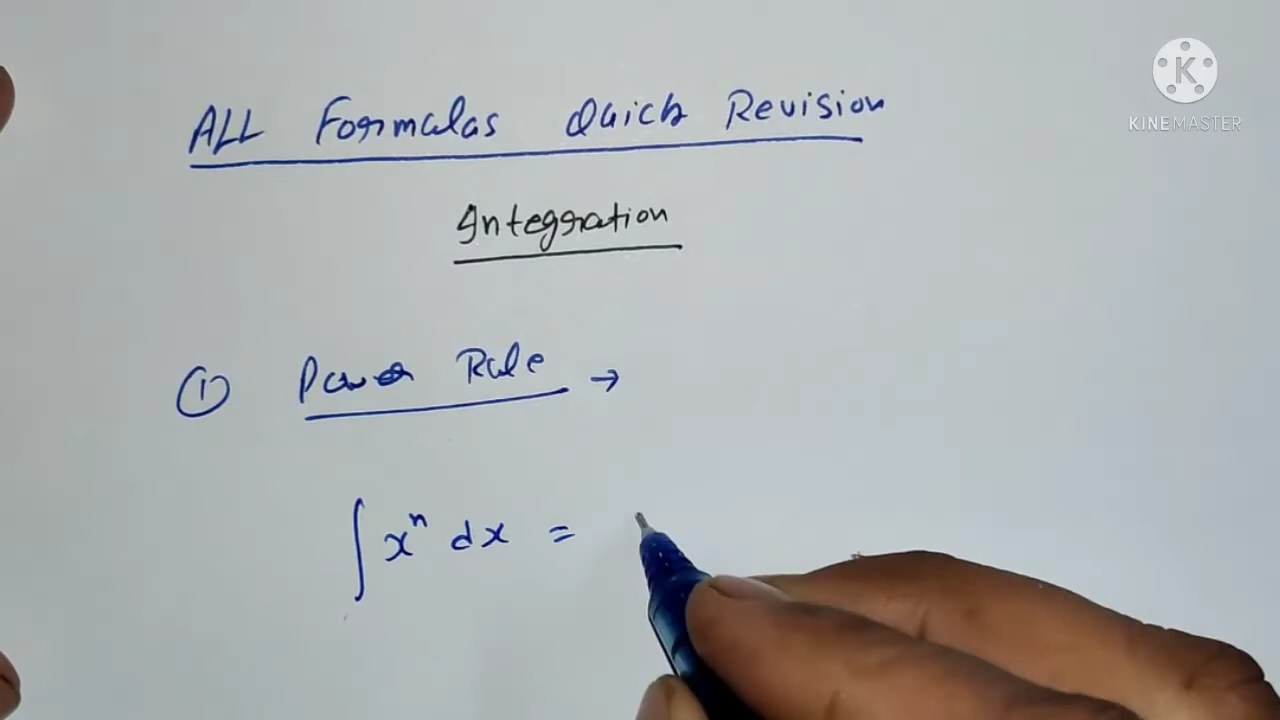 ALL Formulas Quick Revision
Integration
① Power Rule →
∫ xⁿ dx =
K
KINEMASTER